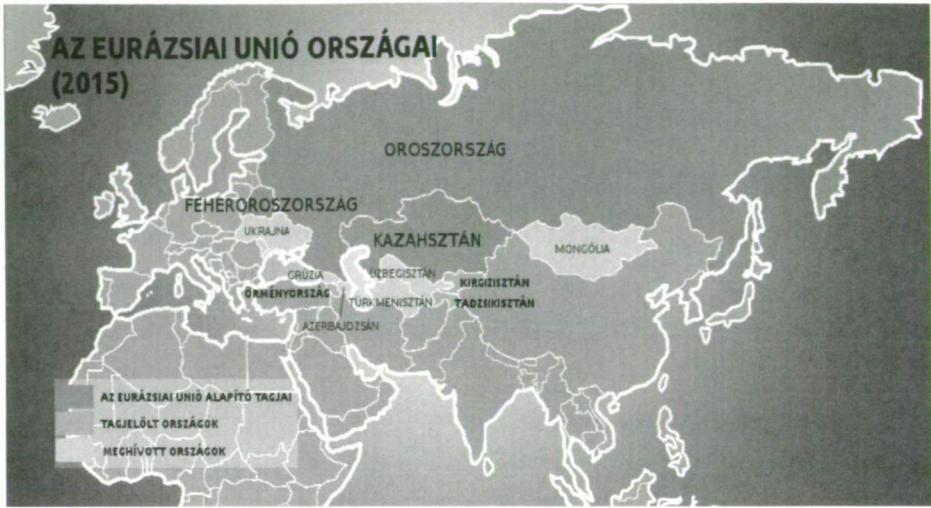 AZ EURÁZSIAI UNIÓ ORSZÁGAI
(2015)
OROSZORSZÁG
FEHÉROROSZORSZÁG
UKRAJNA
KAZAHSZTÁN
MONGÓLIA
GRÚZIA
ÜZBEGISZTÁN
KIRGIZISZTÁN
ÖRMÉNYORSZÁG
TÜRKMENISZTÁN
TADZSIKISZTÁN
AZERBAJDZSÁN
AZ EURÁZSIAI UNIÓ ALAPÍTÓ TAGJAI
TAGJELÖLT ORSZÁGOK
MEGHÍVOTT ORSZÁGOK